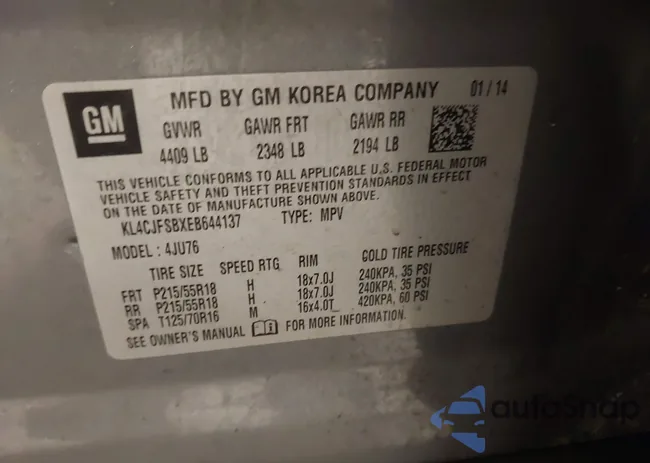 GM
MFD BY GM KOREA COMPANY 01/14
GVWR GAWR FRT GAWR RR
4409 LB 2348 LB 2194 LB
THIS VEHICLE CONFORMS TO ALL APPLICABLE U.S. FEDERAL MOTOR
VEHICLE SAFETY AND THEFT PREVENTION STANDARDS IN EFFECT
ON THE DATE OF MANUFACTURE SHOWN ABOVE.
KL4CJFSBXEB644137 TYPE: MPV
MODEL: 4JU76
TIRE SIZE SPEED RTG RIM COLD TIRE PRESSURE
FRT P215/55R18 H 18x7.0J 240KPA, 35 PSI
RR P215/55R18 H 18x7.0J 240KPA, 35 PSI
SPA T125/70R16 M 16x4.0T 420KPA, 60 PSI
SEE OWNER'S MANUAL FOR MORE INFORMATION.
autoSnap